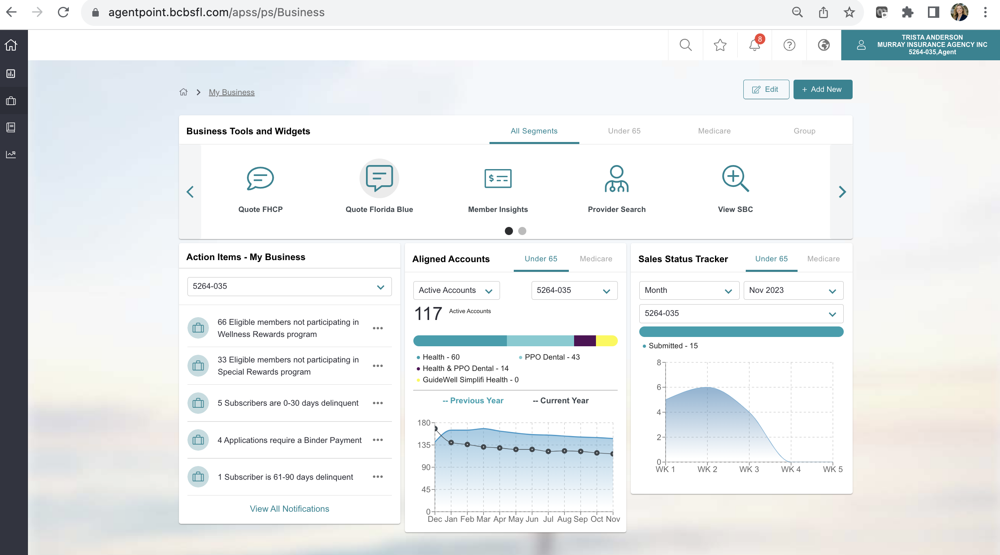 agentpoint.bcbsfl.com/apss/ps/Business
8
TRISTA ANDERSON
MURRAY INSURANCE AGENCY INC
5264-035,Agent
My Business
Edit
+ Add New
Business Tools and Widgets
All Segments
Under 65
Medicare
Group
Quote FHCP
Quote Florida Blue
$
Member Insights
Provider Search
View SBC
Action Items - My Business
5264-035
66 Eligible members not participating in
Wellness Rewards program
33 Eligible members not participating in
Special Rewards program
5 Subscribers are 0-30 days delinquent
4 Applications require a Binder Payment
1 Subscriber is 61-90 days delinquent
View All Notifications
Aligned Accounts
Under 65
Medicare
Active Accounts
5264-035
117 Active Accounts
Health - 60
PPO Dental - 43
Health & PPO Dental - 14
GuideWell Simplifi Health - 0
-- Previous Year
-- Current Year
180
135
90
45
0
Dec Jan Feb Mar Apr May Jun Jul Aug Sep Oct Nov
Sales Status Tracker
Under 65
Medicare
Month
Nov 2023
5264-035
Submitted - 15
8
6
4
2
0
WK 1 WK 2 WK 3 WK 4 WK 5